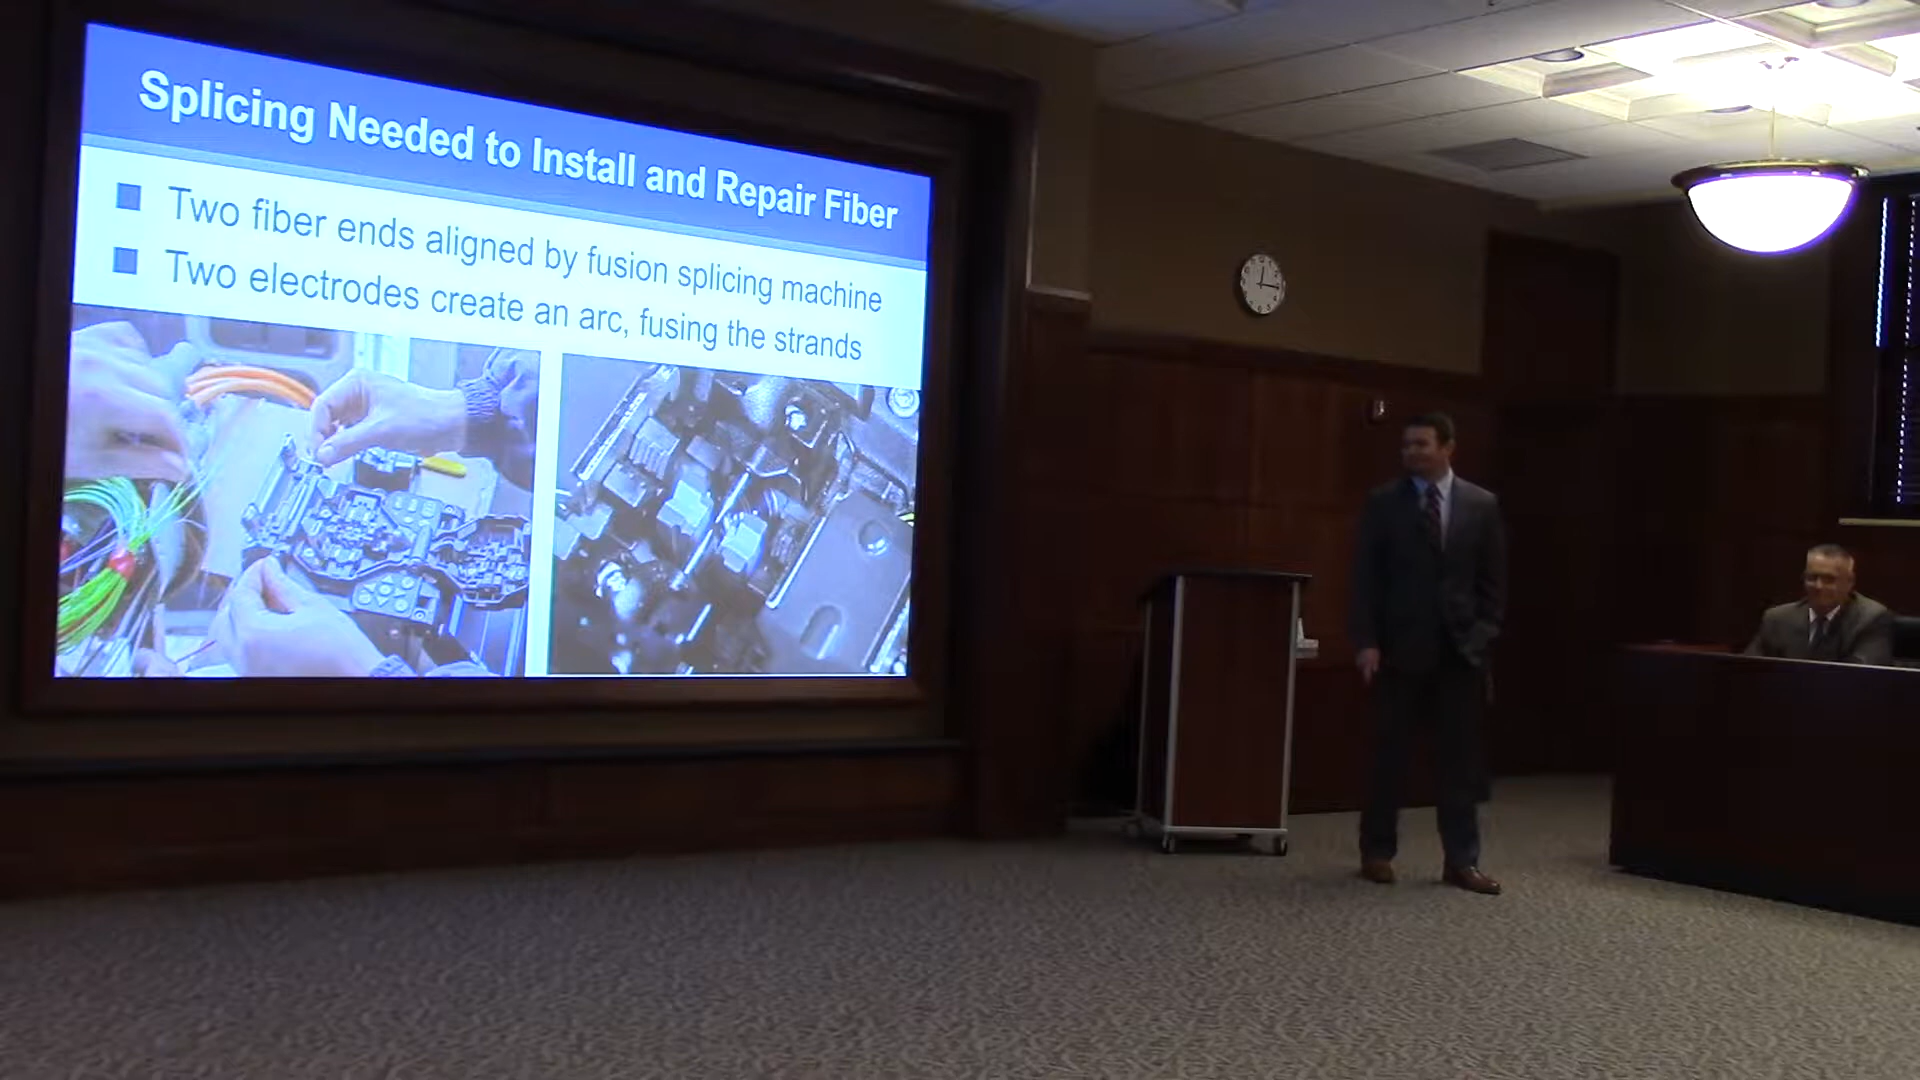 Splicing Needed to Install and Repair Fiber
Two fiber ends aligned by fusion splicing machine
Two electrodes create an arc, fusing the strands